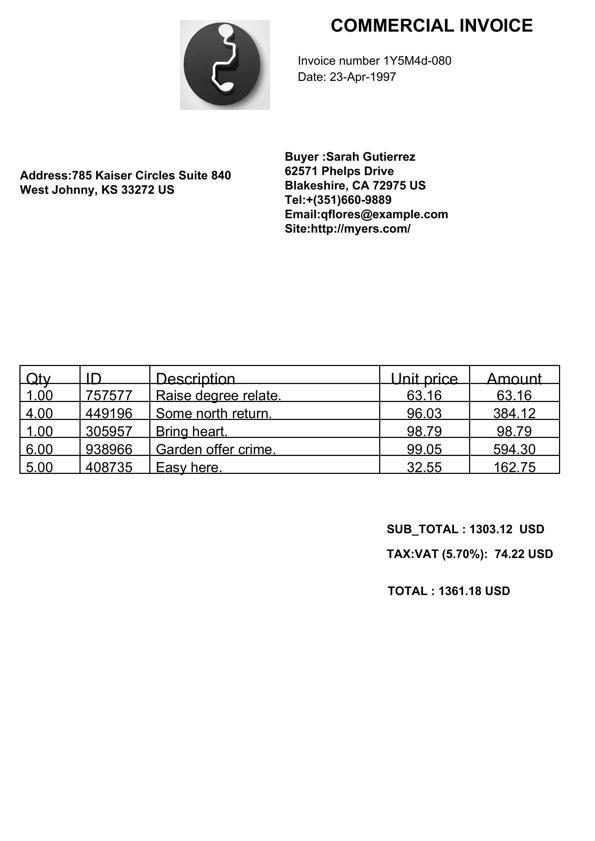 COMMERCIAL INVOICE
Invoice number 1Y5M4d-080
Date: 23-Apr-1997
Address:785 Kaiser Circles Suite 840
West Johnny, KS 33272 US
Buyer :Sarah Gutierrez
62571 Phelps Drive
Blakeshire, CA 72975 US
Tel:+(351)660-9889
Email:qflores@example.com
Site:http://myers.com/
Qty ID Description Unit price Amount
1.00 757577 Raise degree relate. 63.16 63.16
4.00 449196 Some north return. 96.03 384.12
1.00 305957 Bring heart. 98.79 98.79
6.00 938966 Garden offer crime. 99.05 594.30
5.00 408735 Easy here. 32.55 162.75
SUB_TOTAL : 1303.12 USD
TAX:VAT (5.70%): 74.22 USD
TOTAL : 1361.18 USD